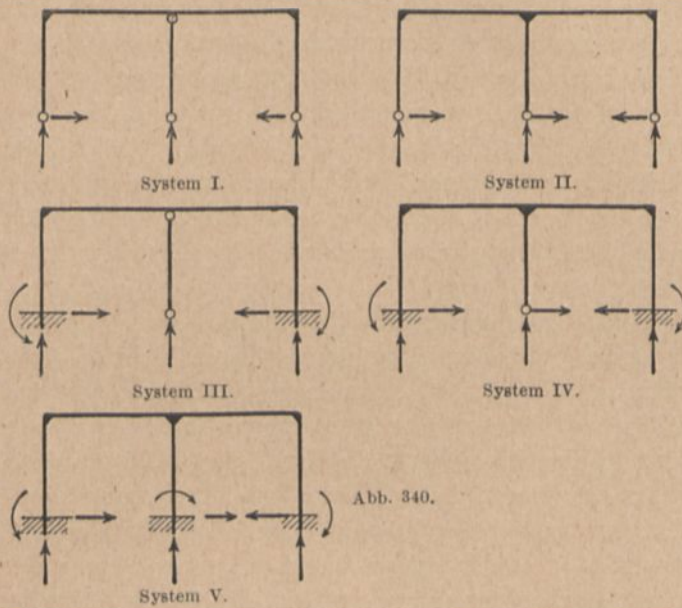 System I.
System II.
System III.
System IV.
Abb. 340.
System V.